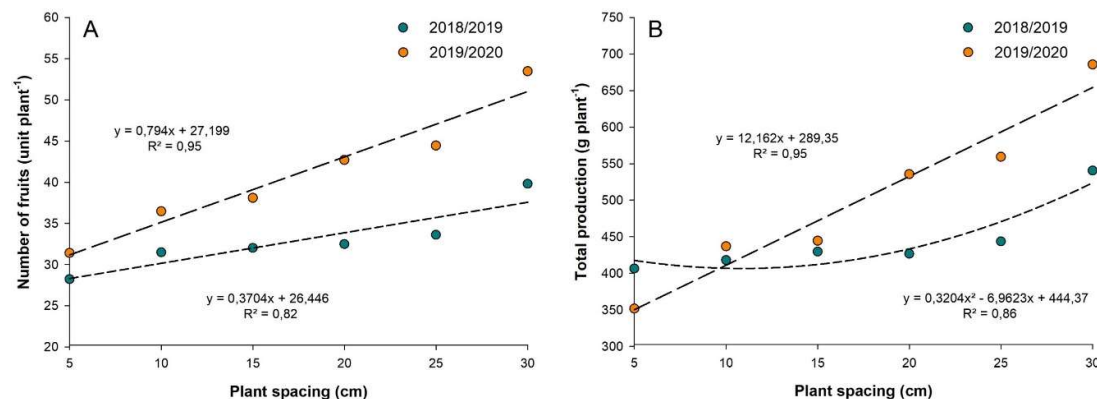 A
2018/2019
2019/2020
Number of fruits (unit plant⁻¹)
60
55
50
45
40
35
30
25
20
y = 0,794x + 27,199
R² = 0,95
y = 0,3704x + 26,446
R² = 0,82
5 10 15 20 25 30
Plant spacing (cm)
B
2018/2019
2019/2020
Total production (g plant⁻¹)
750
700
650
600
550
500
450
400
350
300
y = 12,162x + 289,35
R² = 0,95
y = 0,3204x² - 6,9623x + 444,37
R² = 0,86
5 10 15 20 25 30
Plant spacing (cm)